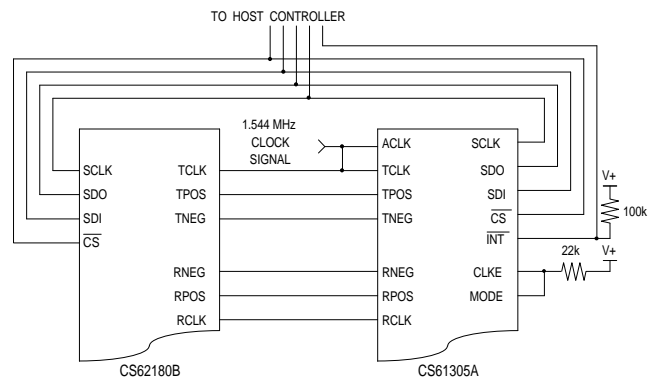 TO HOST CONTROLLER
1.544 MHz
CLOCK
SIGNAL
SCLK
SDO
SDI
CS
TCLK
TPOS
TNEG
RNEG
RPOS
RCLK
CS62180B
ACLK
TCLK
TPOS
TNEG
RNEG
RPOS
RCLK
SCLK
SDO
SDI
CS
INT
CLKE
MODE
CS61305A
V+
100k
22k
V+